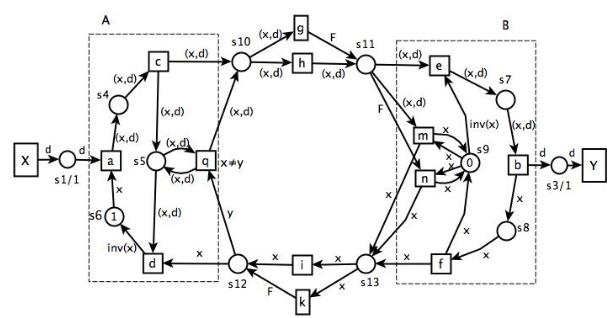 A
B
g
s10
(x,d)
F
s11
c
(x,d)
(x,d)
h
(x,d)
(x,d)
e
(x,d)
s7
(x,d)
s4
(x,d)
(x,d)
(x,d)
F
(x,d)
inv(x)
(x,d)
m
x
X
d
s1/1
d
a
s5
(x,d)
(x,d)
q
x≠y
x
x
s9
0
n
x
b
d
s3/1
d
Y
x
s6
1
(x,d)
y
x
x
x
x
s8
inv(x)
d
x
s12
x
i
x
s13
x
f
x
F
k
x